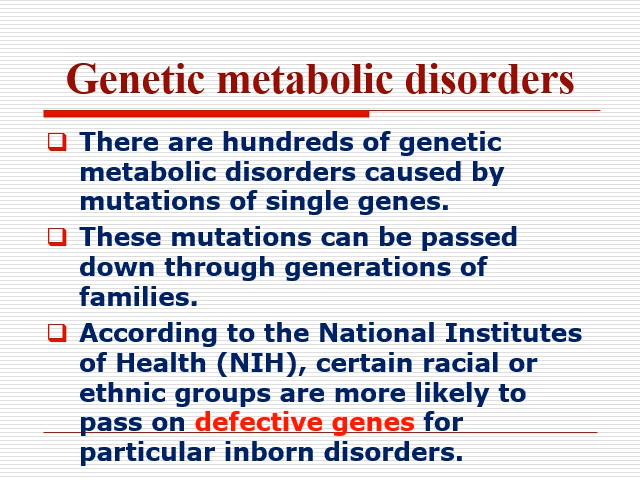 Genetic metabolic disorders
There are hundreds of genetic
metabolic disorders caused by
mutations of single genes.
These mutations can be passed
down through generations of
families.
According to the National Institutes
of Health (NIH), certain racial or
ethnic groups are more likely to
pass on defective genes for
particular inborn disorders.